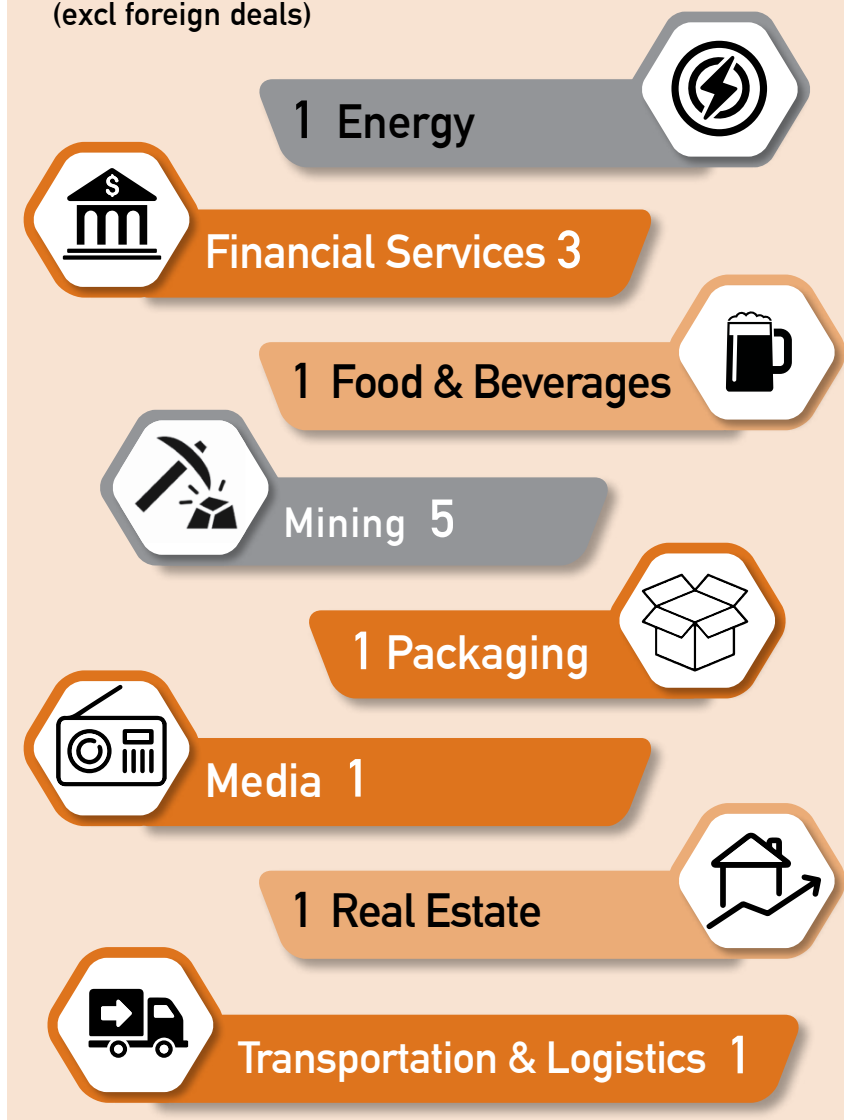 (excl foreign deals)
1 Energy
$
Financial Services 3
1 Food & Beverages
Mining 5
1 Packaging
Media 1
1 Real Estate
Transportation & Logistics 1